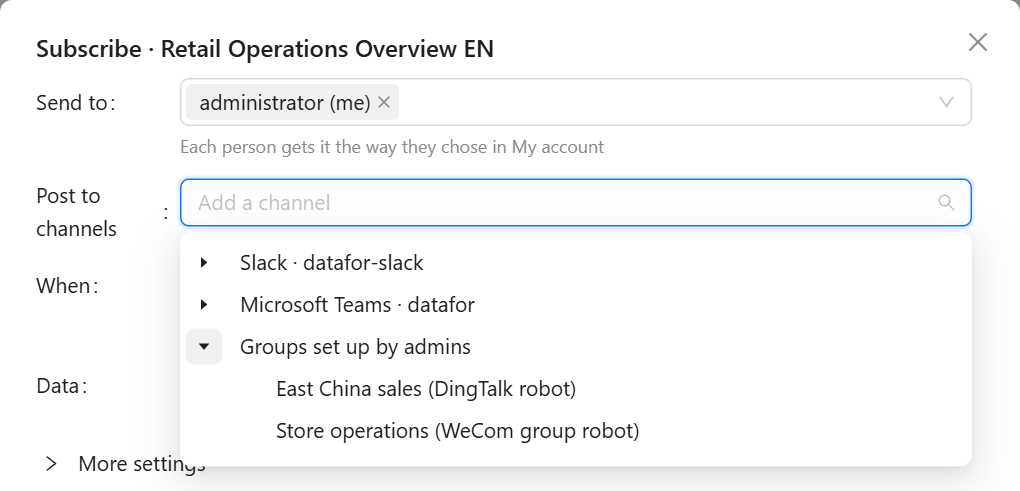 Subscribe · Retail Operations Overview EN
Send to:
administrator (me)
Each person gets it the way they chose in My account
Post to channels:
Add a channel
Slack · datafor-slack
Microsoft Teams · datafor
When:
Groups set up by admins
East China sales (DingTalk robot)
Data:
Store operations (WeCom group robot)
More settings